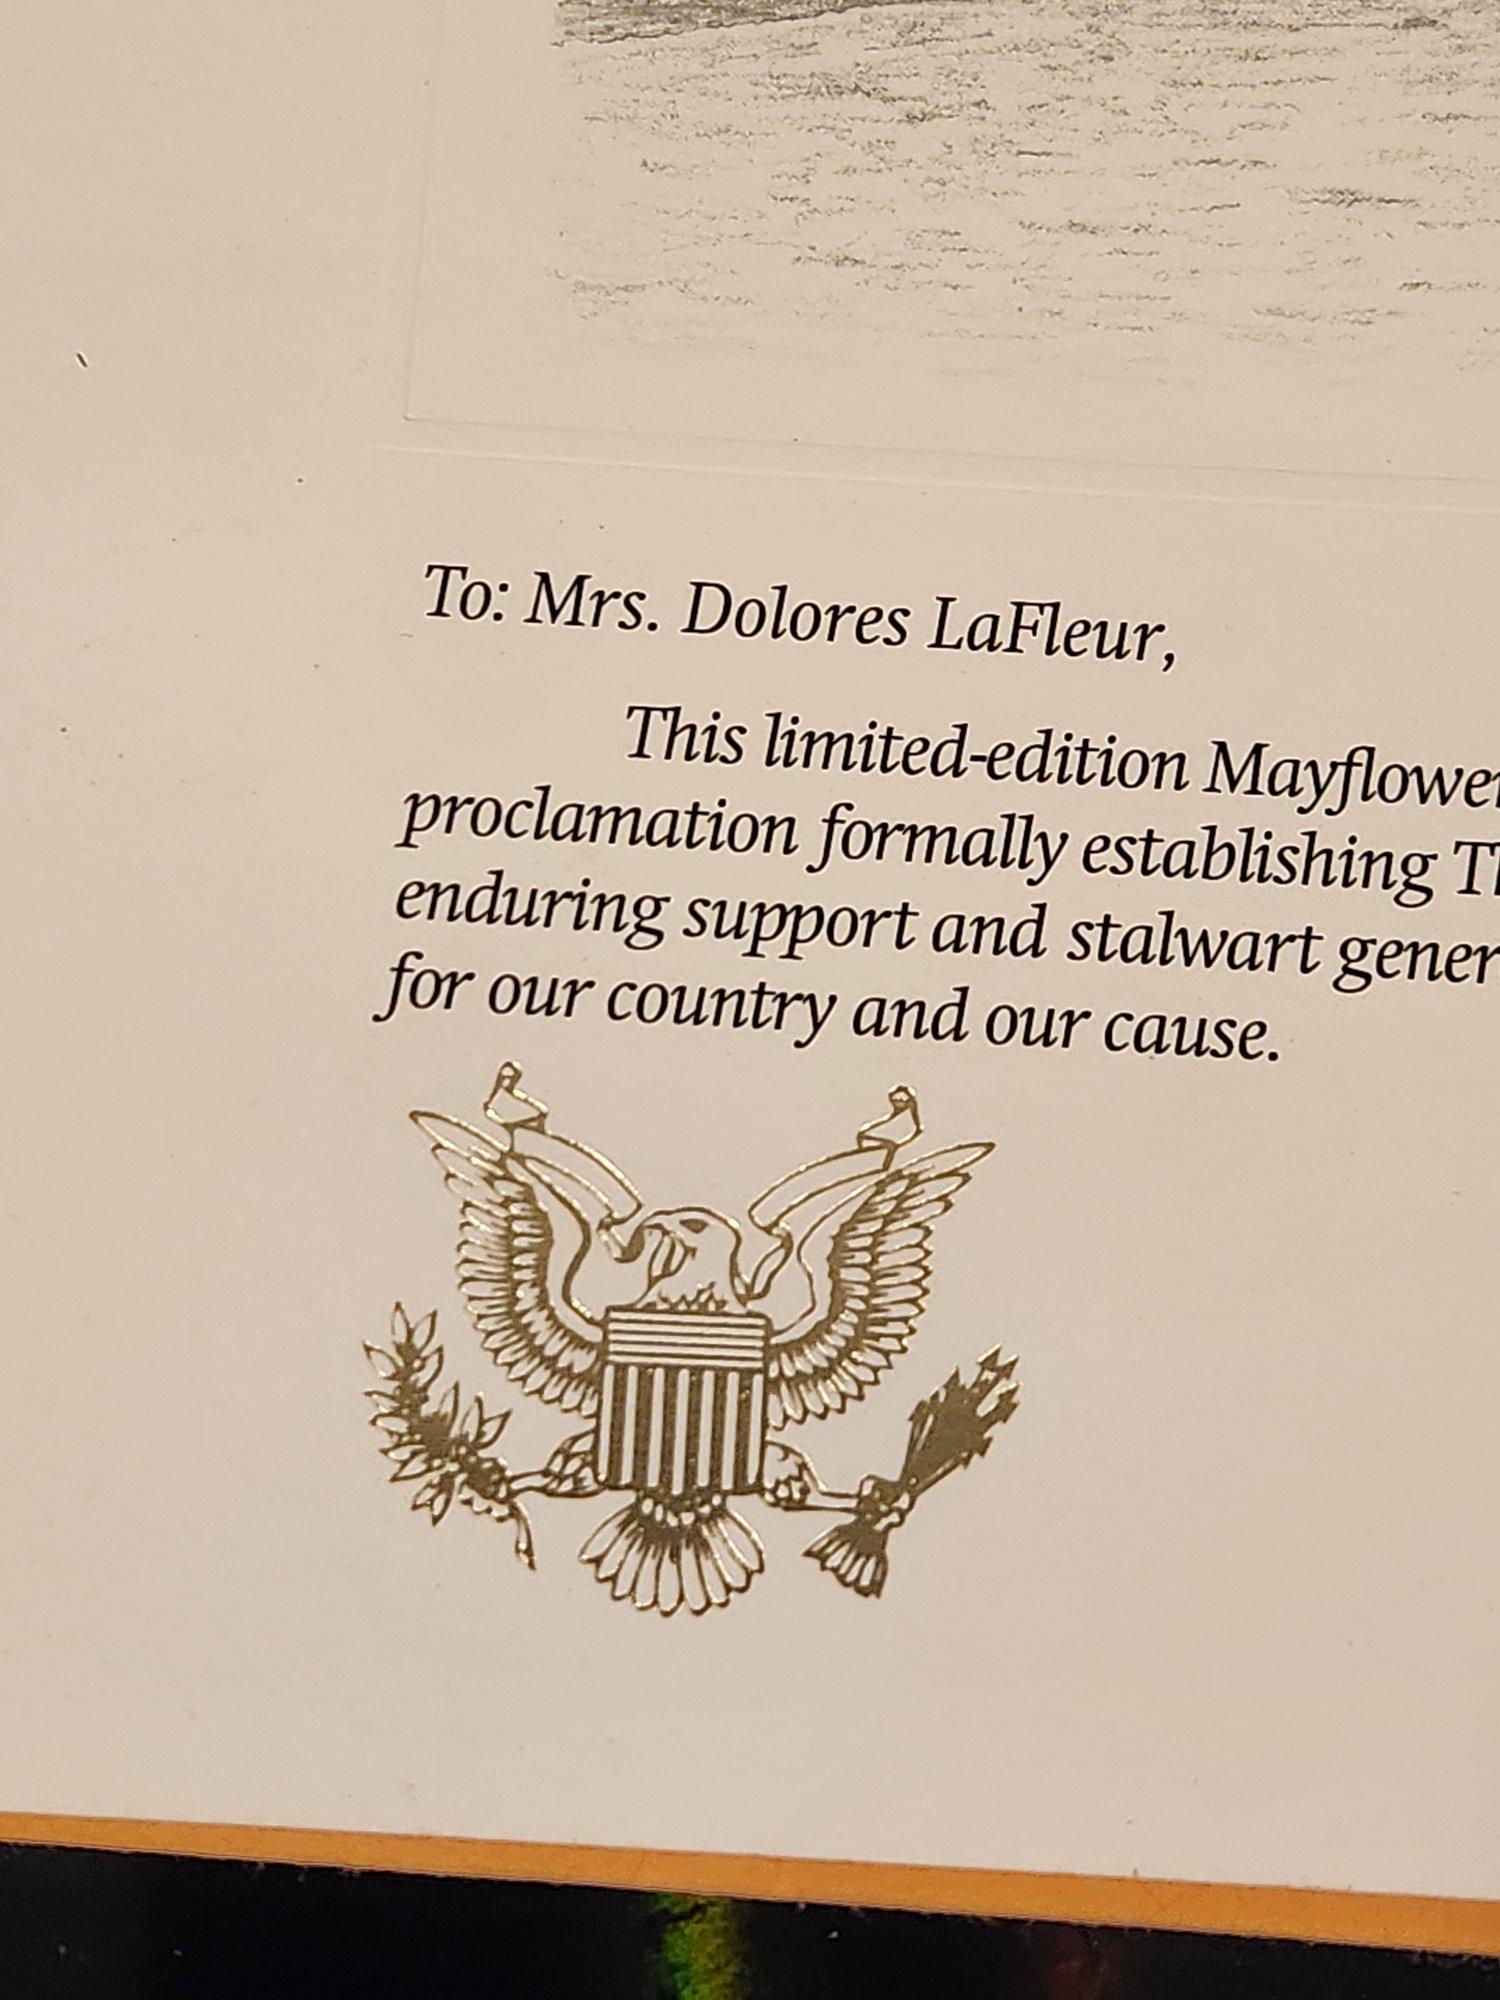 To: Mrs. Dolores LaFleur,
This limited-edition
proclamation formally establishing
enduring support and stalwart
for our country and our cause.